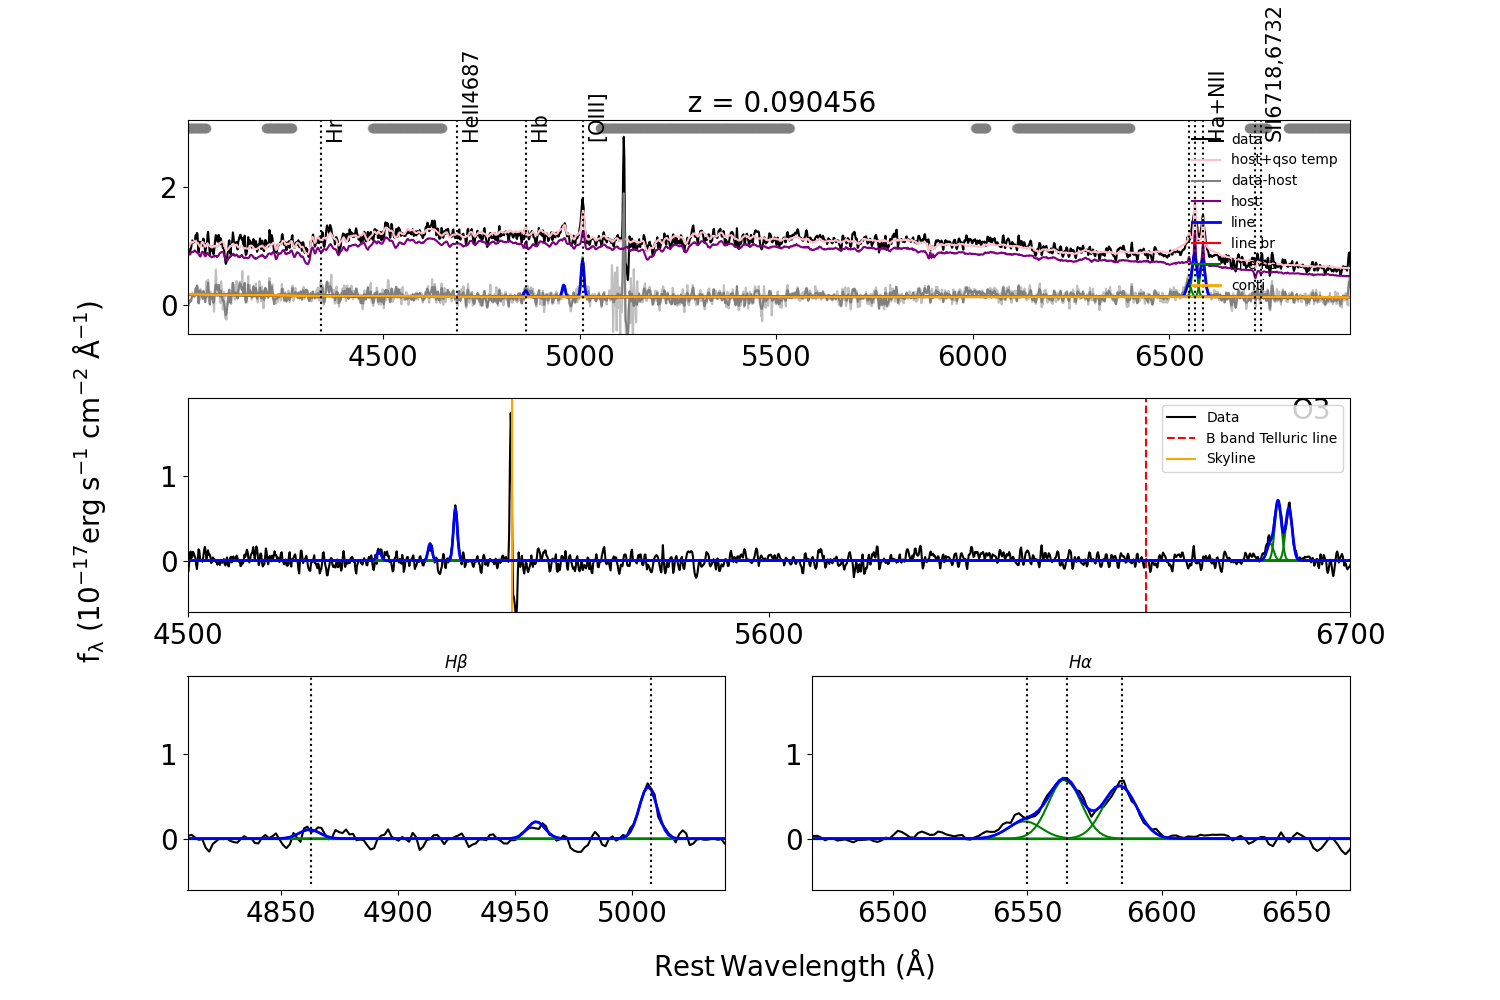 z = 0.090456
Hr
HeII4687
Hb
[OIII]
Ha+NII
SII6718,6732
data
host+qso temp
data-host
host
line
line br
conti
2
0
4500
5000
5500
6000
6500
O3
Data
B band Telluric line
Skyline
1
0
4500
5600
6700
fλ (10⁻¹⁷erg s⁻¹ cm⁻² Å⁻¹)
Hβ
Hα
1
0
4850
4900
4950
5000
1
0
6500
6550
6600
6650
Rest Wavelength (Å)